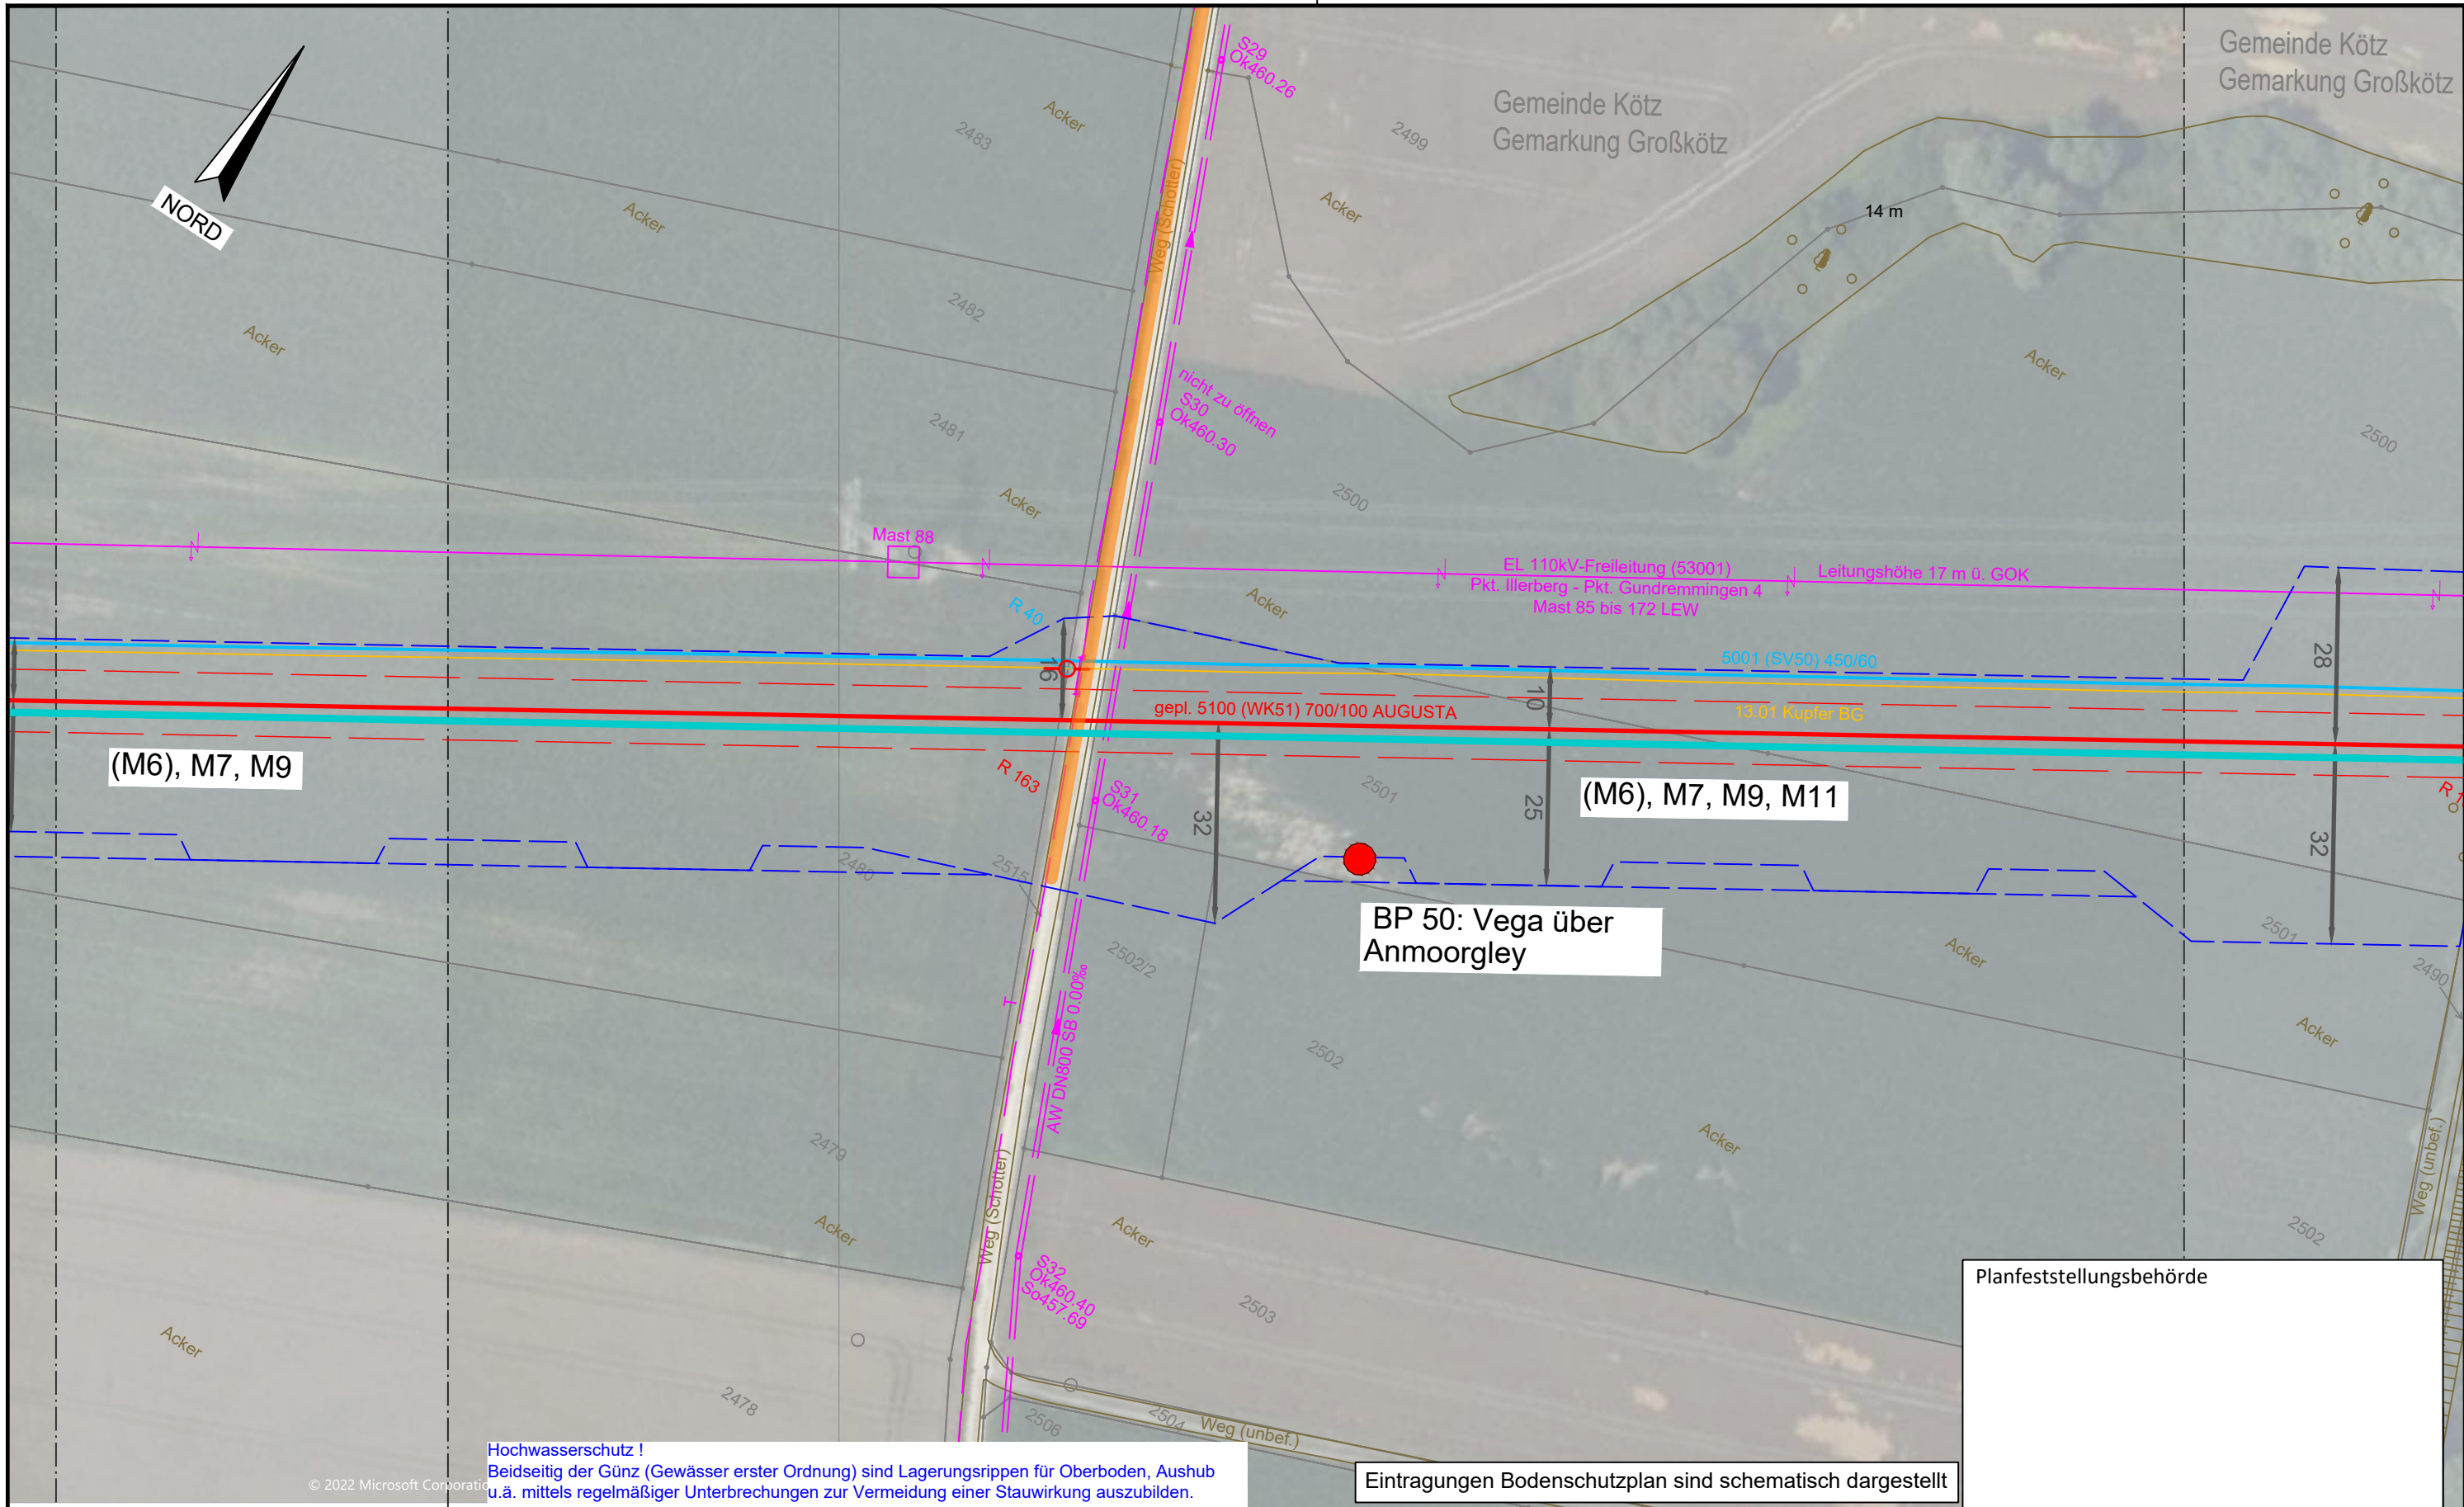 Gemeinde Kötz
Gemarkung Großkötz
Gemeinde Kötz
Gemarkung Großkötz
NORD
S29
Ok460.26
Acker
2483
2499
Weg (Schotter)
Acker
Acker
14 m
2482
Acker
Acker
nicht zu öffnen
S30
Ok460.30
2481
2500
2500
Acker
Mast 88
EL 110kV-Freileitung (53001)
Pkt. Illerberg - Pkt. Gundremmingen 4
Mast 85 bis 172 LEW
Leitungshöhe 17 m ü. GOK
R 40
Acker
16
28
5001 (SV50) 450/60
10
gepl. 5100 (WK51) 700/100 AUGUSTA
13.01 Kupfer BG
(M6), M7, M9
R 163
S31
Ok460.18
32
2501
25
(M6), M7, M9, M11
32
2480
2515
BP 50: Vega über
Anmoorgley
2502/2
2501
Acker
2490
T
AW DN800 SB 0.00‰
2502
Acker
Acker
2479
Weg (Schotter)
Weg (unbef.)
Acker
Acker
2502
S32
Ok460.40
So457.69
2503
Planfeststellungsbehörde
Acker
2478
2506
2504
Weg (unbef.)
Hochwasserschutz !
Beidseitig der Günz (Gewässer erster Ordnung) sind Lagerungsrippen für Oberboden, Aushub
u.ä. mittels regelmäßiger Unterbrechungen zur Vermeidung einer Stauwirkung auszubilden.
© 2022 Microsoft Corporatio
Eintragungen Bodenschutzplan sind schematisch dargestellt